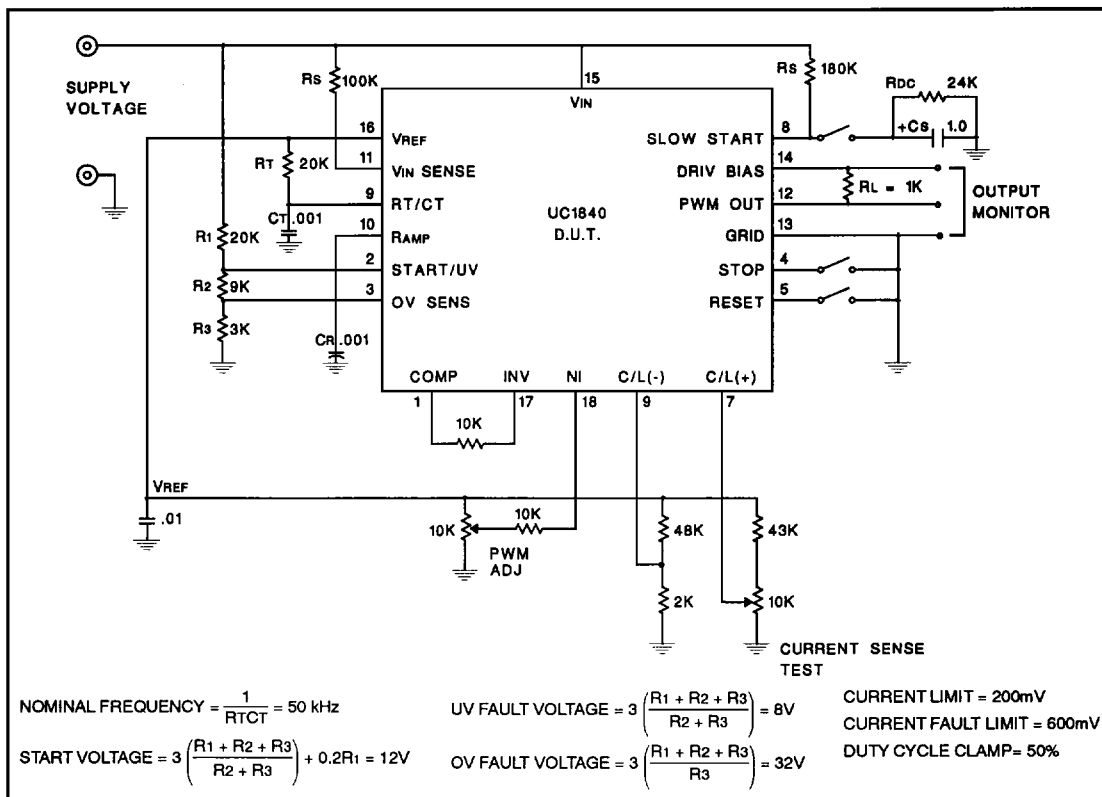 SUPPLY
VOLTAGE
RS 100K
15
VIN
RS 180K
RDC 24K
+CS 1.0
16 VREF
RT 20K
11 VIN SENSE
9 RT/CT
CT .001
10 RAMP
R1 20K
2 START/UV
R2 9K
3 OV SENS
R3 3K
CR .001
UC1840
D.U.T.
SLOW START 8
DRIV BIAS 14
RL = 1K
PWM OUT 12
GRID 13
OUTPUT
MONITOR
STOP 4
RESET 5
COMP INV NI C/L(-) C/L(+)
1 17 18 9 7
10K
VREF
.01
10K
10K
PWM
ADJ
48K
2K
43K
10K
CURRENT SENSE
TEST
NOMINAL FREQUENCY = 1 / RTCT = 50 kHz
START VOLTAGE = 3 ( R1 + R2 + R3 / R2 + R3 ) + 0.2R1 = 12V
UV FAULT VOLTAGE = 3 ( R1 + R2 + R3 / R2 + R3 ) = 8V
OV FAULT VOLTAGE = 3 ( R1 + R2 + R3 / R3 ) = 32V
CURRENT LIMIT = 200mV
CURRENT FAULT LIMIT = 600mV
DUTY CYCLE CLAMP= 50%